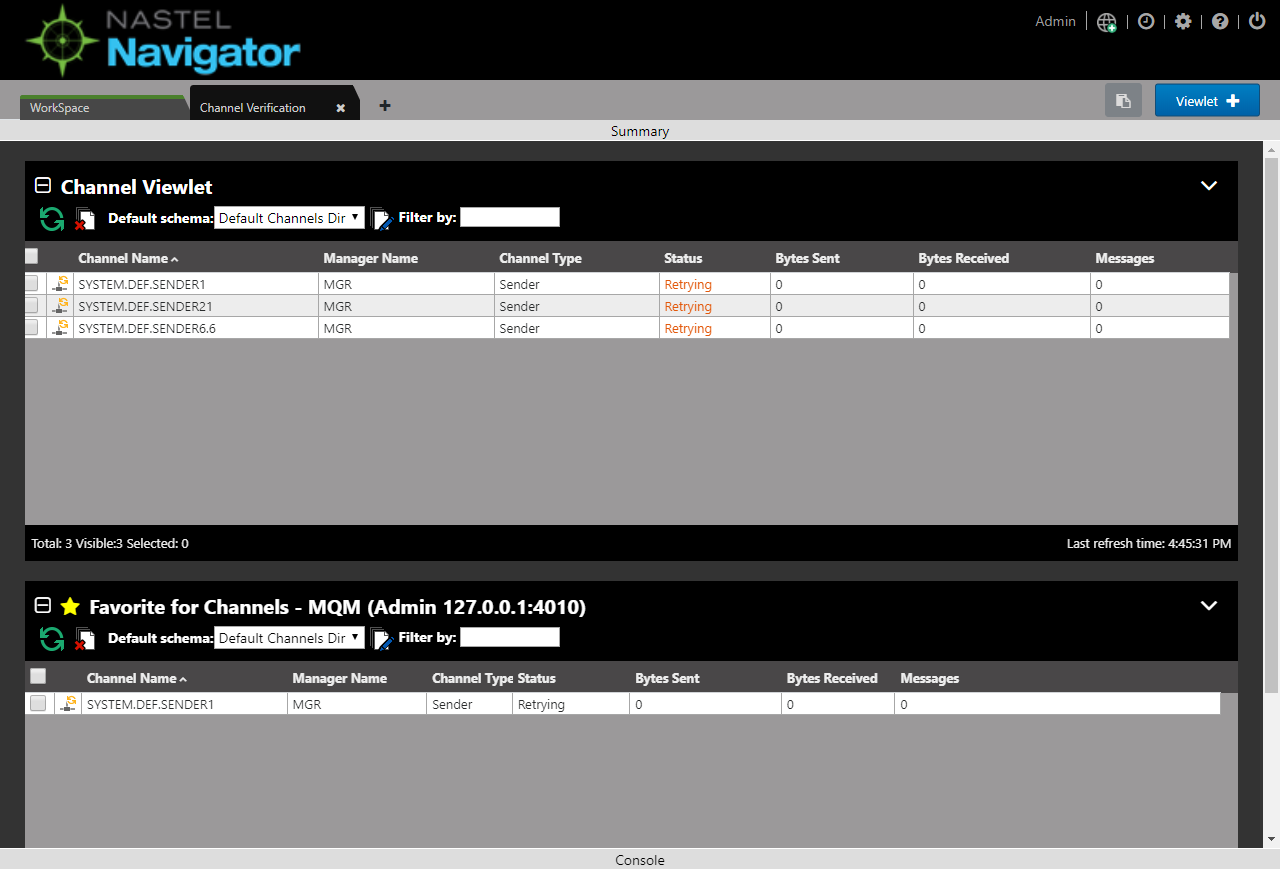 NASTEL
Navigator
Admin
WorkSpace
Channel Verification
Viewlet
Summary
Channel Viewlet
Default schema: Default Channels Dir Filter by:
Channel Name Manager Name Channel Type Status Bytes Sent Bytes Received Messages
SYSTEM.DEF.SENDER1 MGR Sender Retrying 0 0 0
SYSTEM.DEF.SENDER21 MGR Sender Retrying 0 0 0
SYSTEM.DEF.SENDER6.6 MGR Sender Retrying 0 0 0
Total: 3 Visible:3 Selected: 0 Last refresh time: 4:45:31 PM
Favorite for Channels - MQM (Admin 127.0.0.1:4010)
Default schema: Default Channels Dir Filter by:
Channel Name Manager Name Channel Type Status Bytes Sent Bytes Received Messages
SYSTEM.DEF.SENDER1 MGR Sender Retrying 0 0 0
Console